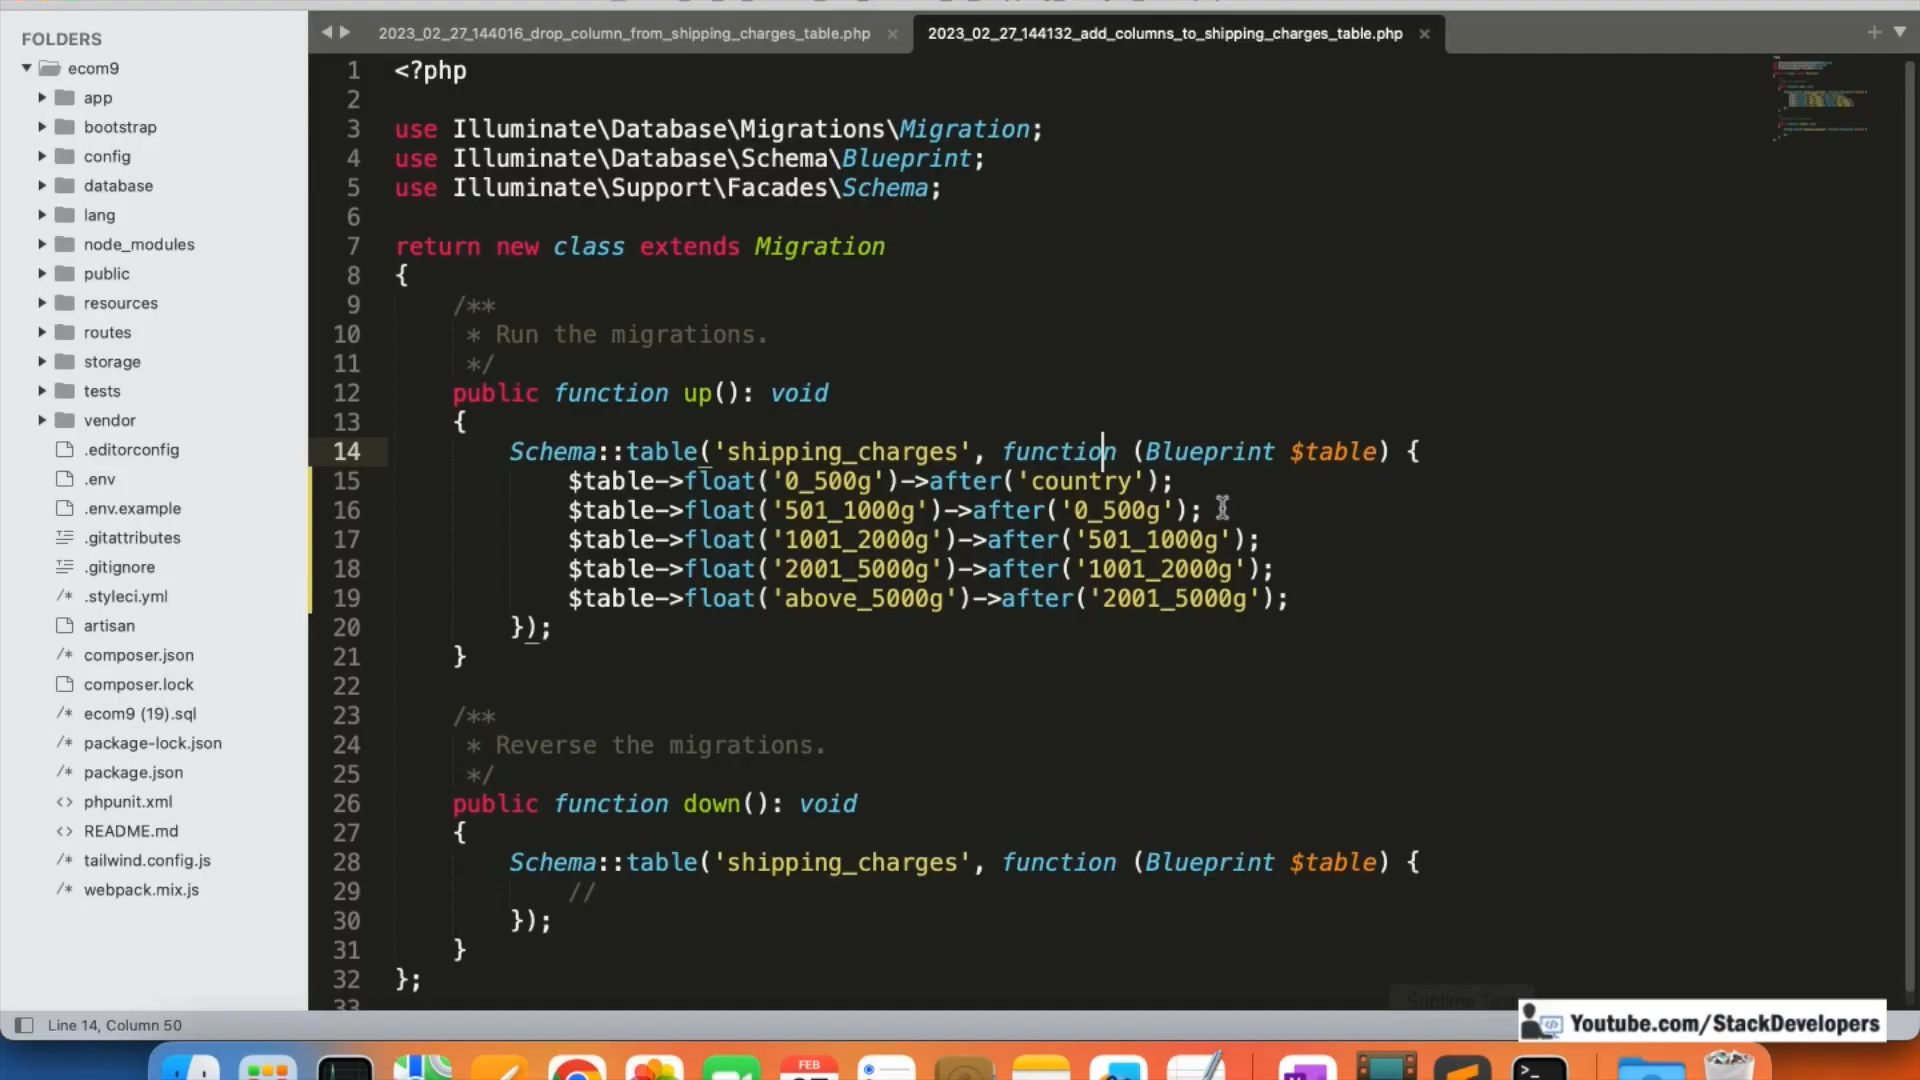 FOLDERS
ecom9
app
bootstrap
config
database
lang
node_modules
public
resources
routes
storage
tests
vendor
.editorconfig
.env
.env.example
.gitattributes
.gitignore
/* .styleci.yml
artisan
/* composer.json
composer.lock
/* ecom9 (19).sql
/* package-lock.json
/* package.json
<> phpunit.xml
<> README.md
/* tailwind.config.js
/* webpack.mix.js
2023_02_27_144016_drop_column_from_shipping_charges_table.php ×
2023_02_27_144132_add_columns_to_shipping_charges_table.php ×
1 <?php
2
3 use Illuminate\Database\Migrations\Migration;
4 use Illuminate\Database\Schema\Blueprint;
5 use Illuminate\Support\Facades\Schema;
6
7 return new class extends Migration
8 {
9 /**
10 * Run the migrations.
11 */
12 public function up(): void
13 {
14 Schema::table('shipping_charges', function (Blueprint $table) {
15 $table->float('0_500g')->after('country');
16 $table->float('501_1000g')->after('0_500g');
17 $table->float('1001_2000g')->after('501_1000g');
18 $table->float('2001_5000g')->after('1001_2000g');
19 $table->float('above_5000g')->after('2001_5000g');
20 });
21 }
22
23 /**
24 * Reverse the migrations.
25 */
26 public function down(): void
27 {
28 Schema::table('shipping_charges', function (Blueprint $table) {
29 //
30 });
31 }
32 };
33
Line 14, Column 50
Youtube.com/StackDevelopers
FEB